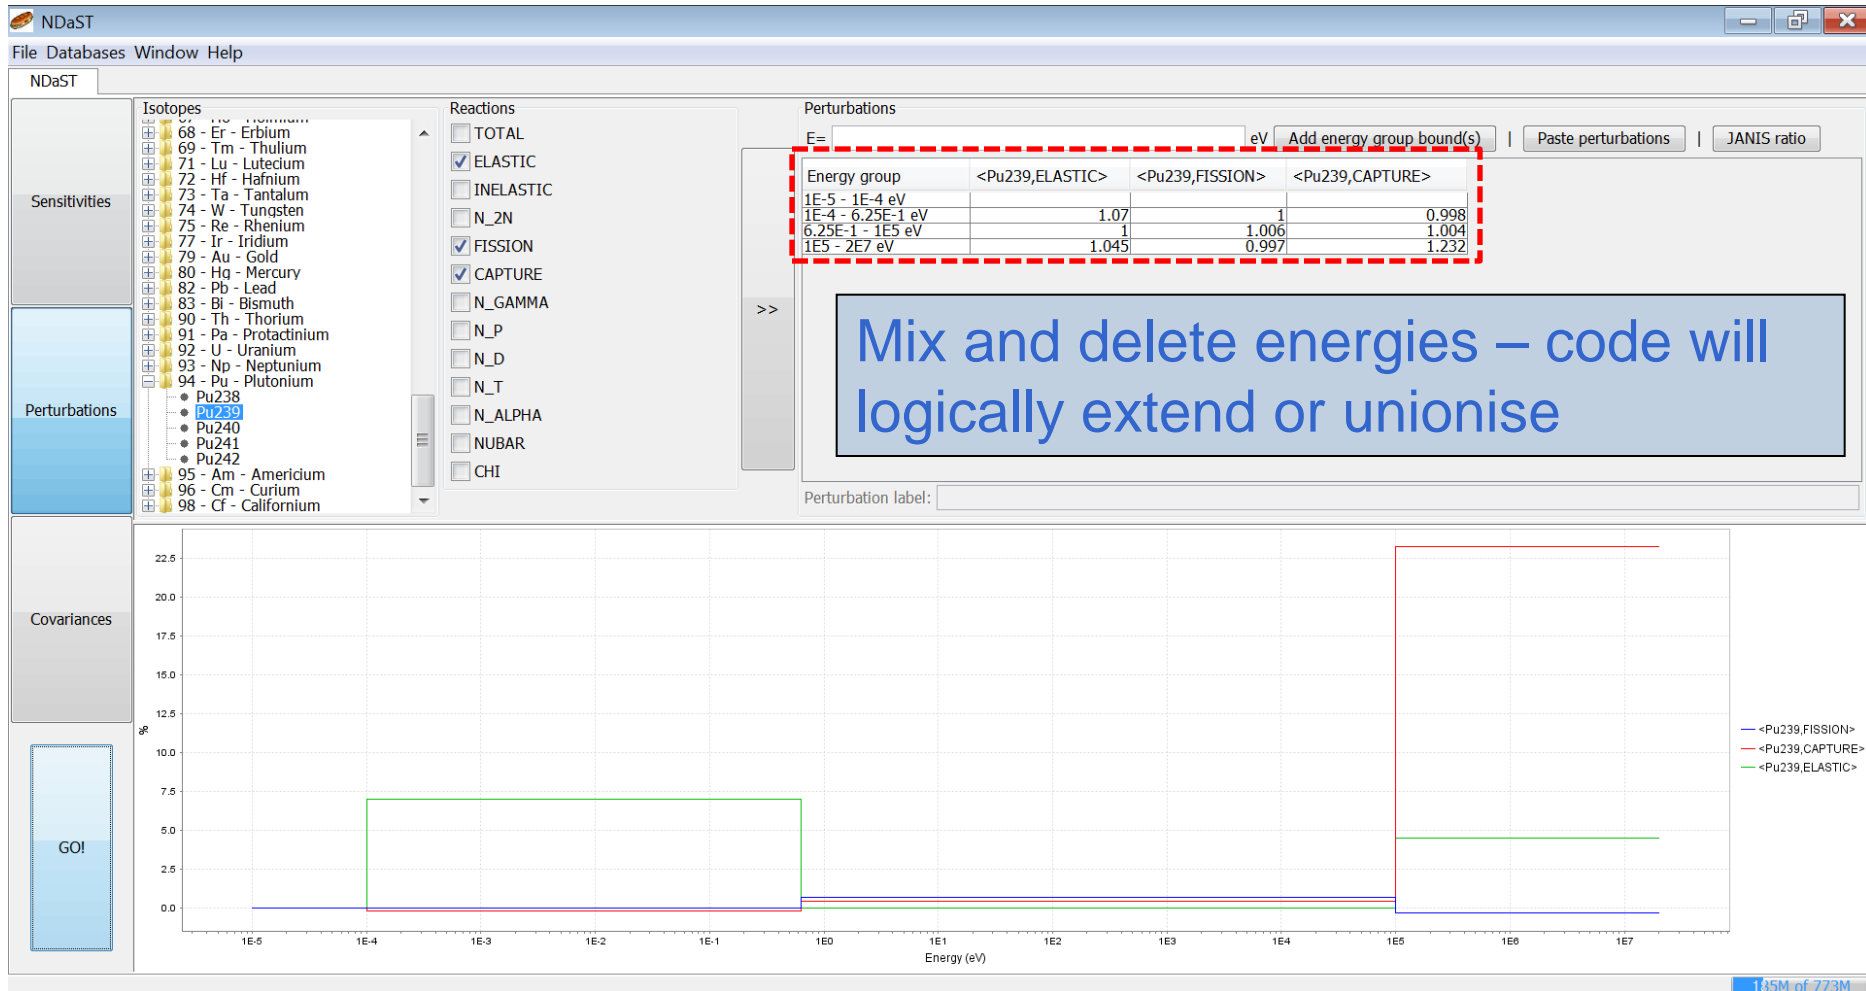 NDaST
File Databases Window Help
NDaST
Sensitivities
Perturbations
Covariances
GO!
Isotopes
68 - Er - Erbium
69 - Tm - Thulium
71 - Lu - Lutecium
72 - Hf - Hafnium
73 - Ta - Tantalum
74 - W - Tungsten
75 - Re - Rhenium
77 - Ir - Iridium
79 - Au - Gold
80 - Hg - Mercury
82 - Pb - Lead
83 - Bi - Bismuth
90 - Th - Thorium
91 - Pa - Protactinium
92 - U - Uranium
93 - Np - Neptunium
94 - Pu - Plutonium
Pu238
Pu239
Pu240
Pu241
Pu242
95 - Am - Americium
96 - Cm - Curium
98 - Cf - Californium
Reactions
TOTAL
ELASTIC
INELASTIC
N_2N
FISSION
CAPTURE
N_GAMMA
N_P
N_D
N_T
N_ALPHA
NUBAR
CHI
>>
Perturbations
E= eV Add energy group bound(s) | Paste perturbations | JANIS ratio
Energy group <Pu239,ELASTIC> <Pu239,FISSION> <Pu239,CAPTURE>
1E-5 - 1E-4 eV
1E-4 - 6.25E-1 eV 1.07 1 0.998
6.25E-1 - 1E5 eV 1 1.006 1.004
1E5 - 2E7 eV 1.045 0.997 1.232
Mix and delete energies – code will
logically extend or unionise
Perturbation label:
22.5
20.0
17.5
15.0
12.5
%
10.0
7.5
5.0
2.5
0.0
1E-5 1E-4 1E-3 1E-2 1E-1 1E0 1E1 1E2 1E3 1E4 1E5 1E6 1E7
Energy (eV)
<Pu239,FISSION>
<Pu239,CAPTURE>
<Pu239,ELASTIC>
185M of 773M